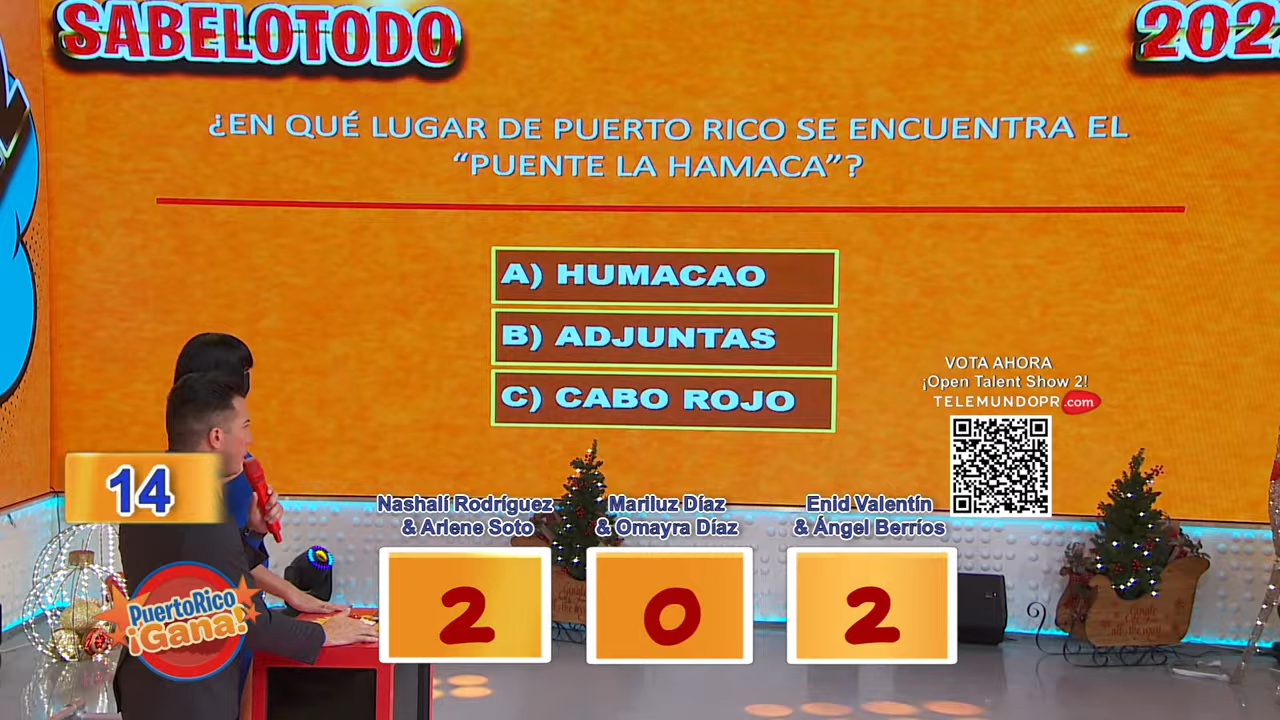 SABELOTODO
202
¿EN QUÉ LUGAR DE PUERTO RICO SE ENCUENTRA EL
“PUENTE LA HAMACA”?
A) HUMACAO
B) ADJUNTAS
C) CABO ROJO
VOTA AHORA
¡Open Talent Show 2!
TELEMUNDOPR.com
14
Nashalí Rodríguez
& Arlene Soto
Mariluz Díaz
& Omayra Díaz
Enid Valentín
& Ángel Berríos
2
0
2
PuertoRico
¡Gana!